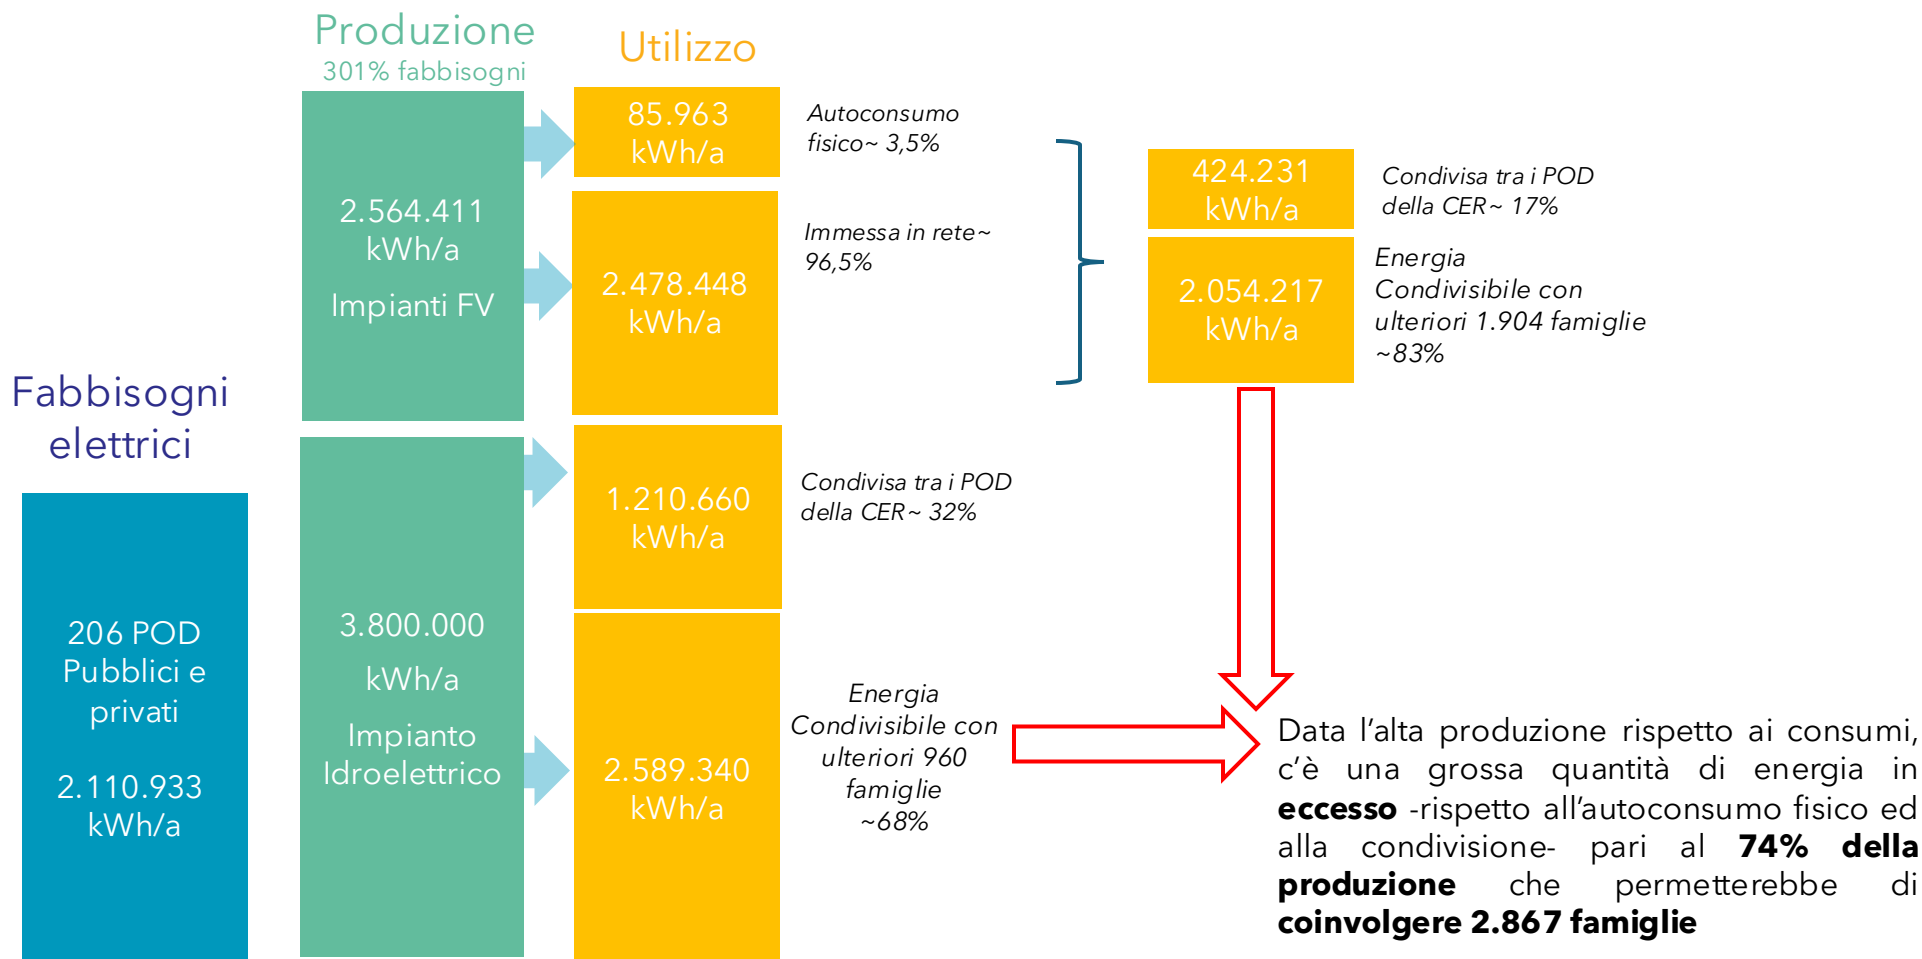 Produzione
301% fabbisogni
Utilizzo
85.963
kWh/a
Autoconsumo
fisico~ 3,5%
2.564.411
kWh/a
Impianti FV
2.478.448
kWh/a
Immessa in rete~
96,5%
424.231
kWh/a
Condivisa tra i POD
della CER~ 17%
2.054.217
kWh/a
Energia
Condivisibile con
ulteriori 1.904 famiglie
~83%
Fabbisogni
elettrici
206 POD
Pubblici e
privati
2.110.933
kWh/a
3.800.000
kWh/a
Impianto
Idroelettrico
1.210.660
kWh/a
Condivisa tra i POD
della CER~ 32%
2.589.340
kWh/a
Energia
Condivisibile con
ulteriori 960
famiglie
~68%
Data l’alta produzione rispetto ai consumi,
c’è una grossa quantità di energia in
eccesso -rispetto all’autoconsumo fisico ed
alla condivisione- pari al 74% della
produzione che permetterebbe di
coinvolgere 2.867 famiglie